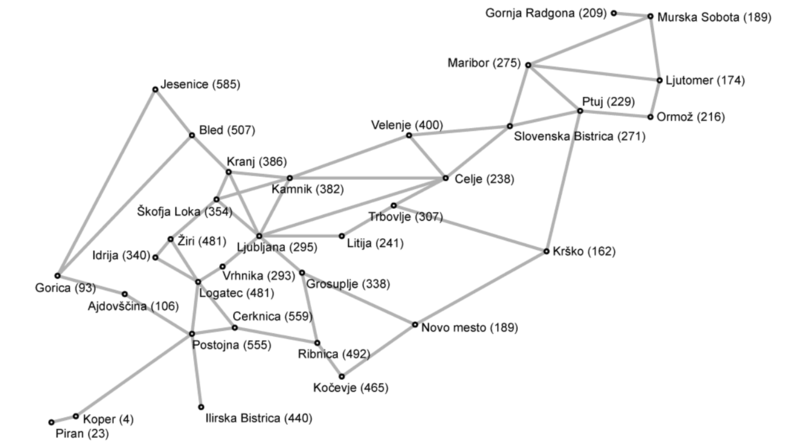 Gornja Radgona (209)
Murska Sobota (189)
Maribor (275)
Ljutomer (174)
Jesenice (585)
Ptuj (229)
Ormož (216)
Bled (507)
Velenje (400)
Slovenska Bistrica (271)
Kranj (386)
Kamnik (382)
Celje (238)
Škofja Loka (354)
Trbovlje (307)
Žiri (481)
Ljubljana (295)
Litija (241)
Idrija (340)
Krško (162)
Vrhnika (293)
Grosuplje (338)
Gorica (93)
Logatec (481)
Ajdovščina (106)
Cerknica (559)
Novo mesto (189)
Postojna (555)
Ribnica (492)
Kočevje (465)
Koper (4)
Ilirska Bistrica (440)
Piran (23)